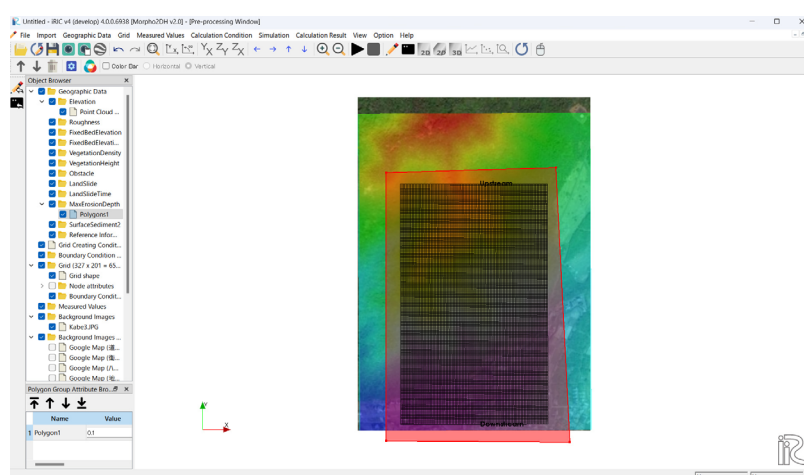 Untitled - iRIC v4 (develop) 4.0.0.6938 [Morpho2DH v2.0] - [Pre-processing Window]
File Import Geographic Data Grid Measured Values Calculation Condition Simulation Calculation Result View Option Help
Color Bar Horizontal Vertical
Object Browser
Geographic Data
Elevation
Point Cloud ...
Roughness
FixedBedElevation
FixedBedElevati...
VegetationDensity
VegetationHeight
Obstacle
LandSlide
LandSlideTime
MaxErosionDepth
Polygons1
SurfaceSediment2
Reference Infor...
Grid Creating Condit...
Boundary Condition ...
Grid (327 x 201 = 65...
Grid shape
Node attributes
Boundary Condit...
Measured Values
Background Images
Kabe3.JPG
Background Images ...
Google Map (
Google Map (
Google Map (
Google Map (
Polygon Group Attribute Bro...
Name Value
1 Polygon1 0.1
Upstream
Downstream
Y
X
iRIC